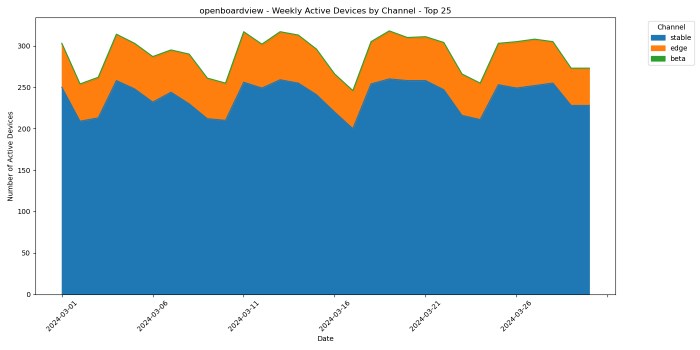 openboardview - Weekly Active Devices by Channel - Top 25
Channel
stable
edge
beta
Number of Active Devices
300
250
200
150
100
50
0
2024-03-01
2024-03-06
2024-03-11
2024-03-16
2024-03-21
2024-03-26
Date